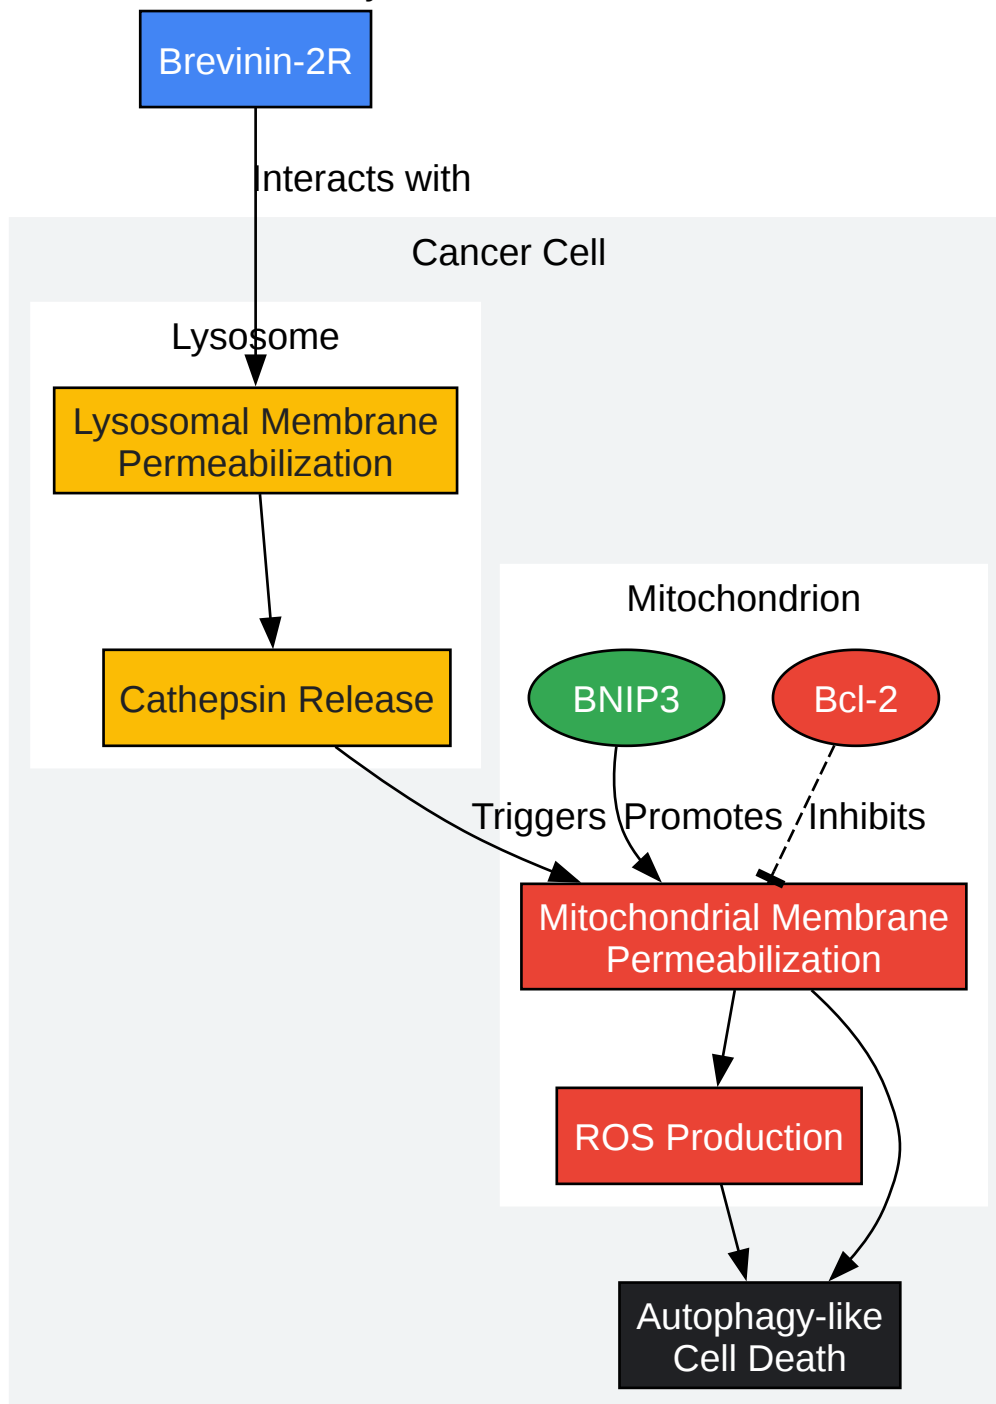 Brevinin-2R
Interacts with
Cancer Cell
Lysosome
Lysosomal Membrane
Permeabilization
Mitochondrion
Cathepsin Release
BNIP3
Bcl-2
Triggers
Promotes
Inhibits
Mitochondrial Membrane
Permeabilization
ROS Production
Autophagy-like
Cell Death